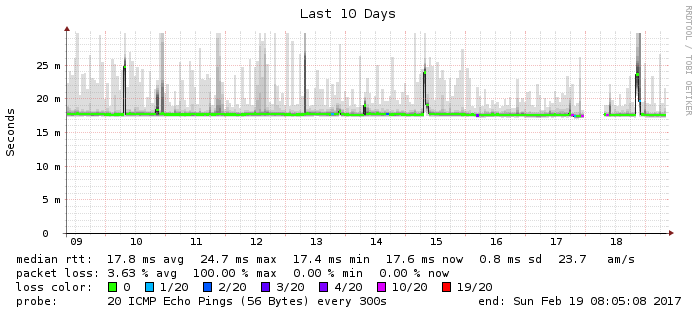 Last 10 Days
RRDTOOL / TOBI OETIKER
Seconds
25 m
20 m
15 m
10 m
5 m
0
09 10 11 12 13 14 15 16 17 18
median rtt: 17.8 ms avg 24.7 ms max 17.4 ms min 17.6 ms now 0.8 ms sd 23.7 am/s
packet loss: 3.63 % avg 100.00 % max 0.00 % min 0.00 % now
loss color: 0 1/20 2/20 3/20 4/20 10/20 19/20
probe: 20 ICMP Echo Pings (56 Bytes) every 300s end: Sun Feb 19 08:05:08 2017